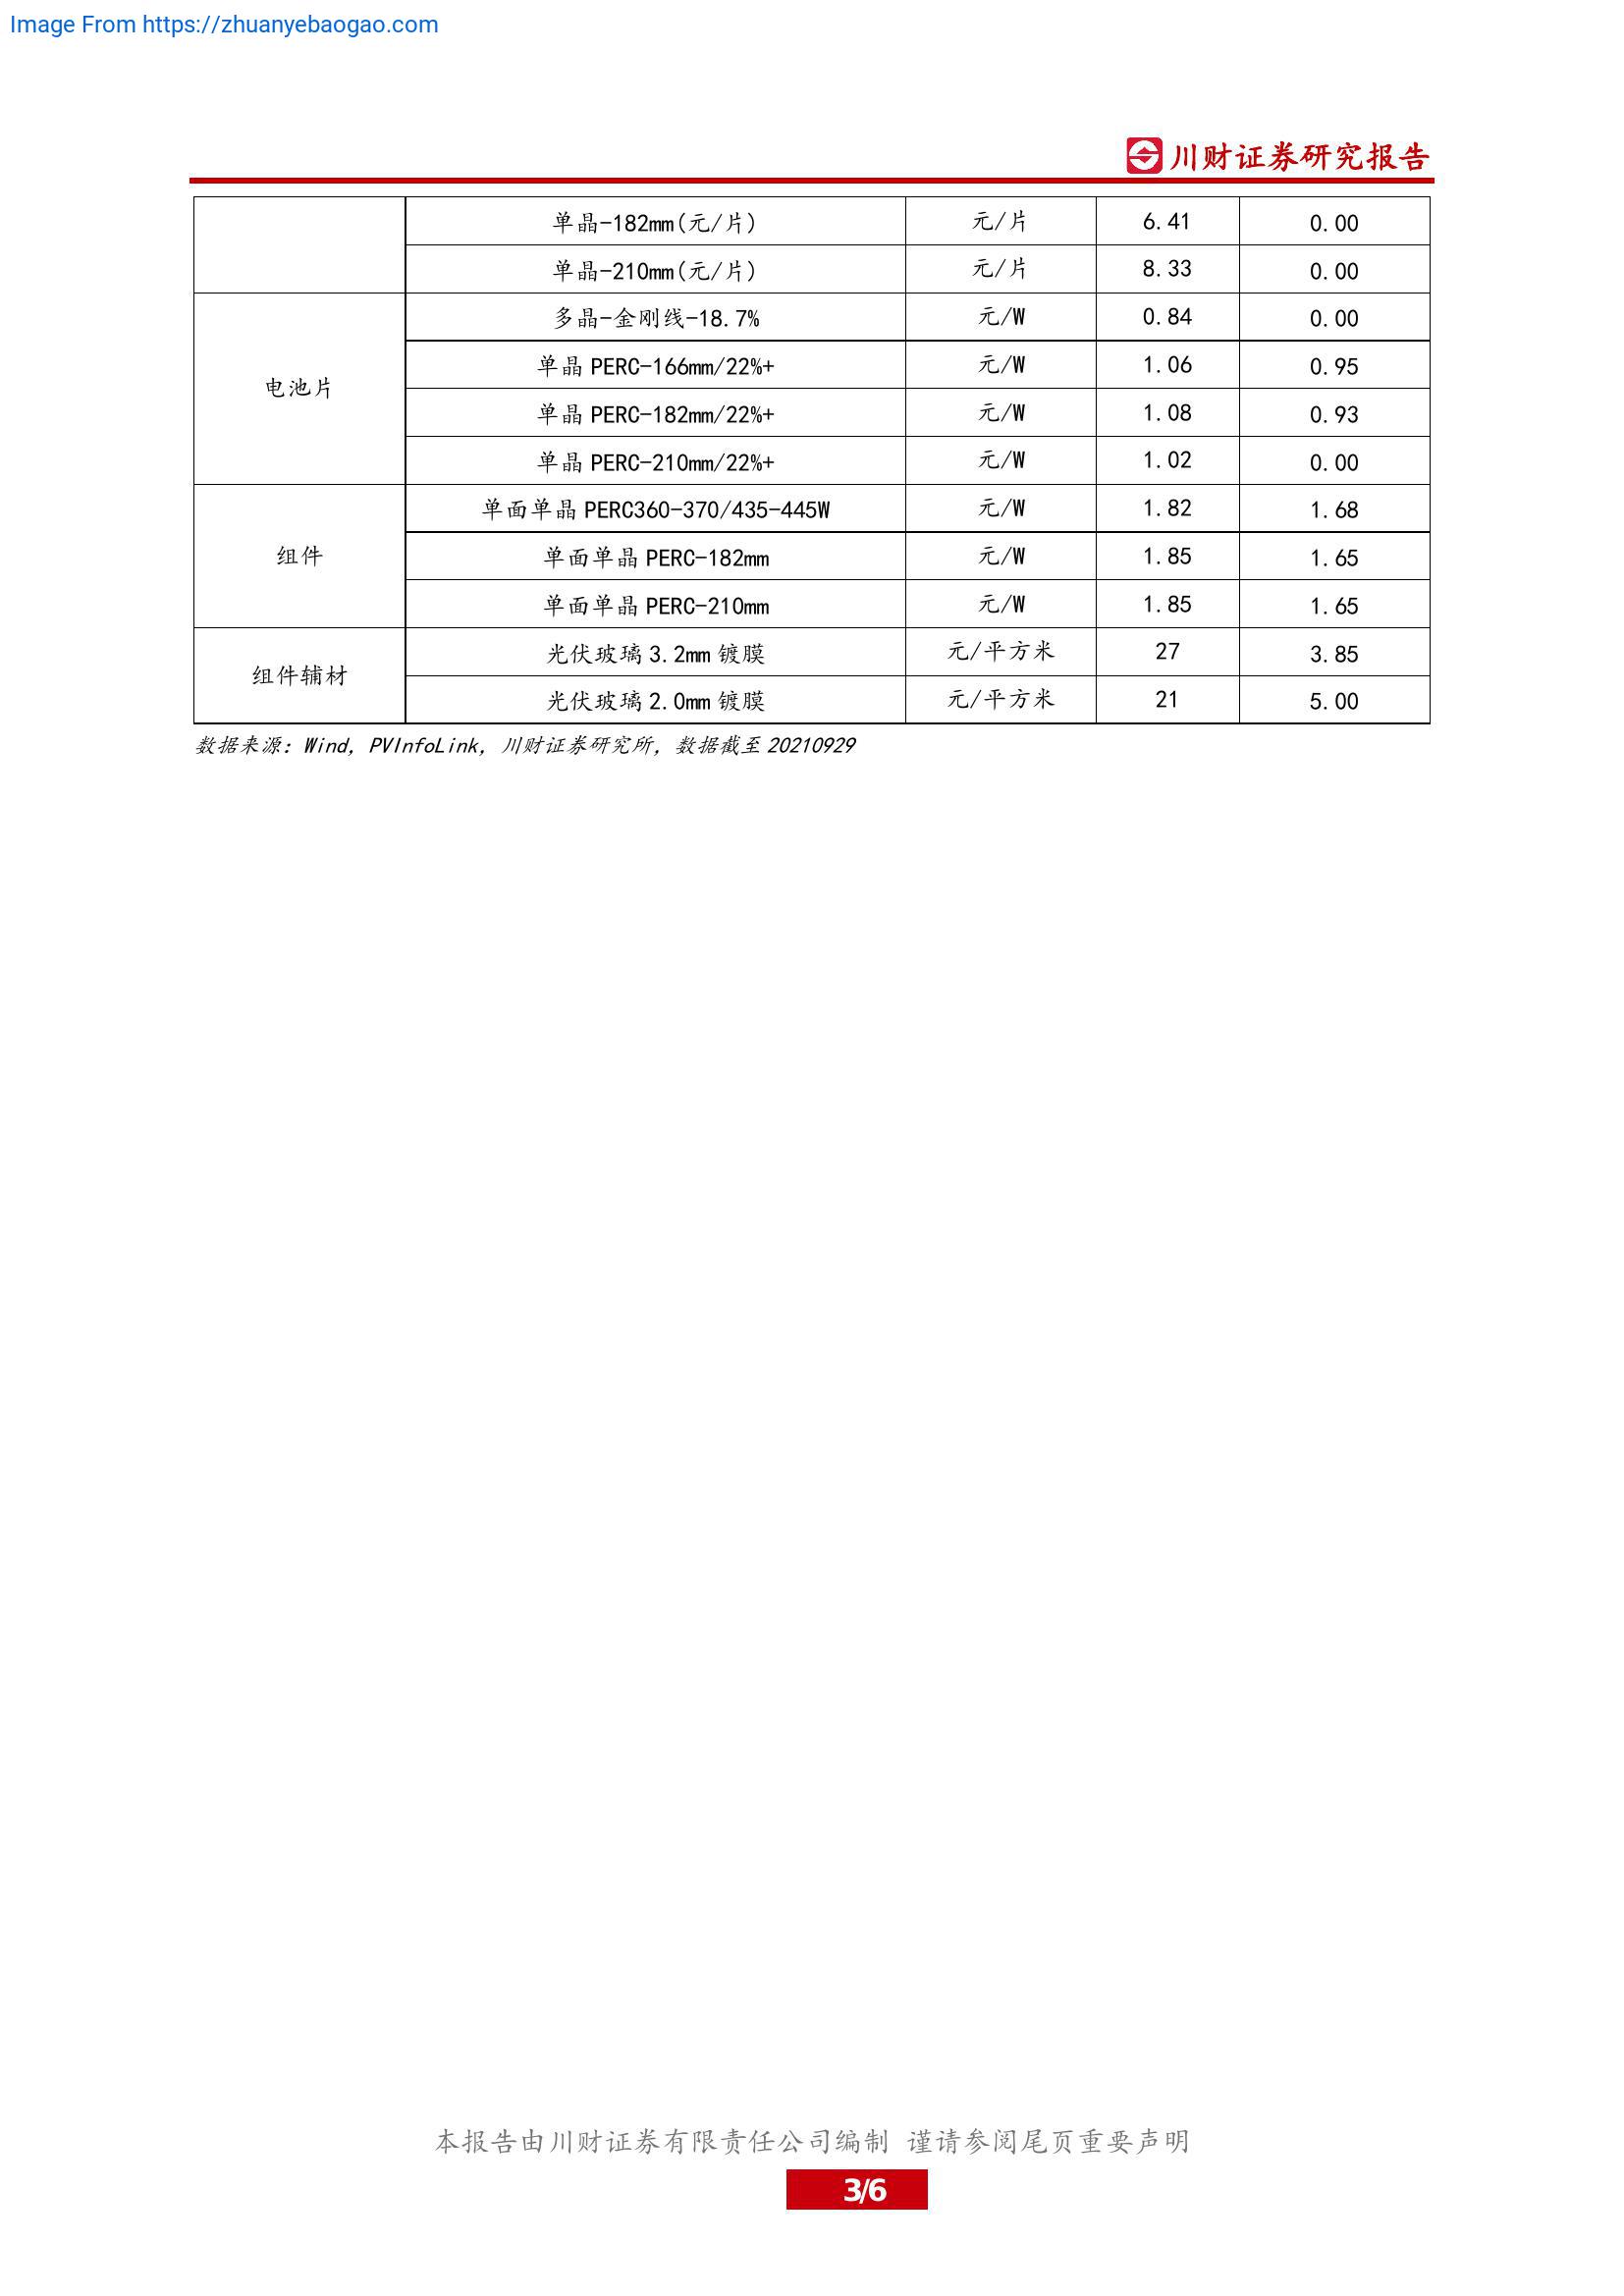 Image From https://zhuanyebaogao.com
川财证券研究报告
单晶-182mm(元/片) 元/片 6.41 0.00
单晶-210mm(元/片) 元/片 8.33 0.00
电池片
多晶-金刚线-18.7% 元/W 0.84 0.00
单晶 PERC-166mm/22%+ 元/W 1.06 0.95
单晶 PERC-182mm/22%+ 元/W 1.08 0.93
单晶 PERC-210mm/22%+ 元/W 1.02 0.00
组件
单面单晶 PERC360-370/435-445W 元/W 1.82 1.68
单面单晶 PERC-182mm 元/W 1.85 1.65
单面单晶 PERC-210mm 元/W 1.85 1.65
组件辅材
光伏玻璃 3.2mm 镀膜 元/平方米 27 3.85
光伏玻璃 2.0mm 镀膜 元/平方米 21 5.00
数据来源：Wind, PVInfoLink, 川财证券研究所，数据截至 20210929
本报告由川财证券有限责任公司编制 谨请参阅尾页重要声明
3/6